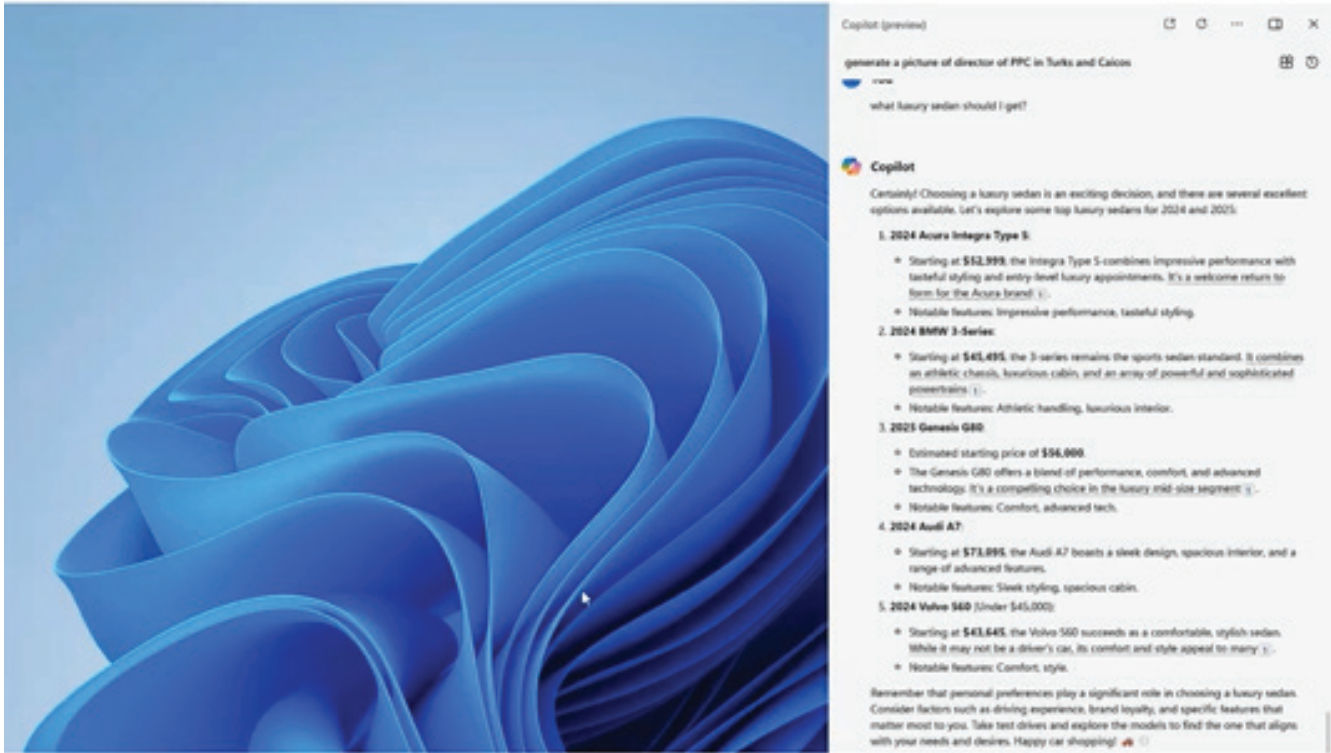 Copilot (preview)
generate a picture of director of PPC in Turks and Caicos
You
what luxury sedan should I get?
Copilot
Certainly! Choosing a luxury sedan is an exciting decision, and there are several excellent
options available. Let's explore some top luxury sedans for 2024 and 2025:
1. 2024 Acura Integra Type S:
Starting at $52,999, the Integra Type S combines impressive performance with
tasteful styling and entry-level luxury appointments. It's a welcome return to
form for the Acura brand
Notable features: Impressive performance, tasteful styling.
2. 2024 BMW 3-Series:
Starting at $45,495, the 3-series remains the sports sedan standard. It combines
an athletic chassis, luxurious cabin, and an array of powerful and sophisticated
powertrains
Notable features: Athletic handling, luxurious interior.
3. 2025 Genesis G80:
Estimated starting price of $56,000.
The Genesis G80 offers a blend of performance, comfort, and advanced
technology. It's a compelling choice in the luxury mid-size segment
Notable features: Comfort, advanced tech.
4. 2024 Audi A7:
Starting at $73,095, the Audi A7 boasts a sleek design, spacious interior, and a
range of advanced features.
Notable features: Sleek styling, spacious cabin.
5. 2024 Volvo S60 (Under $45,000):
Starting at $43,645, the Volvo S60 succeeds as a comfortable, stylish sedan.
While it may not be a driver's car, its comfort and style appeal to many
Notable features: Comfort, style.
Remember that personal preferences play a significant role in choosing a luxury sedan.
Consider factors such as driving experience, brand loyalty, and specific features that
matter most to you. Take test drives and explore the models to find the one that aligns
with your needs and desires. Happy car shopping!